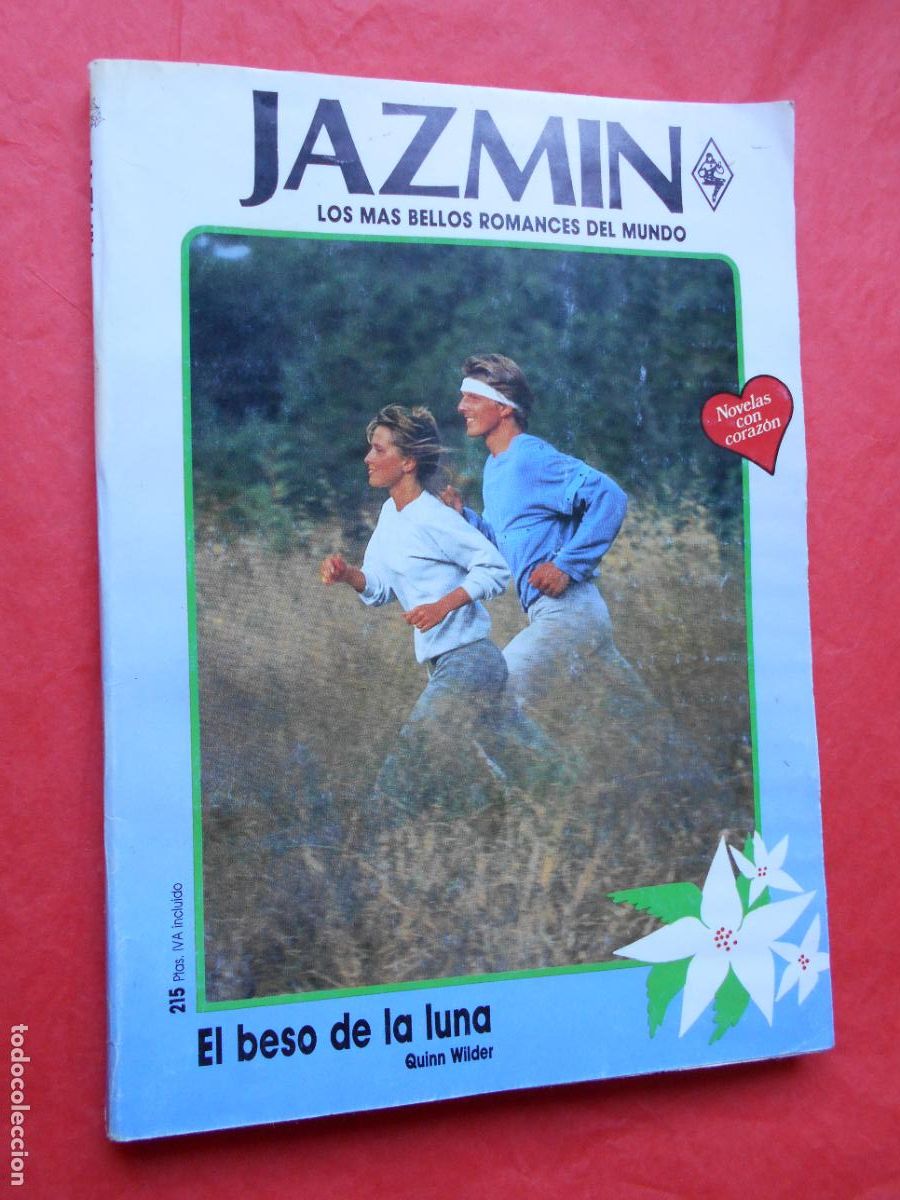 JAZMIN
LOS MAS BELLOS ROMANCES DEL MUNDO
Novelas
con
corazón
215 Ptas. IVA incluido
El beso de la luna
Quinn Wilder
todocoleccion